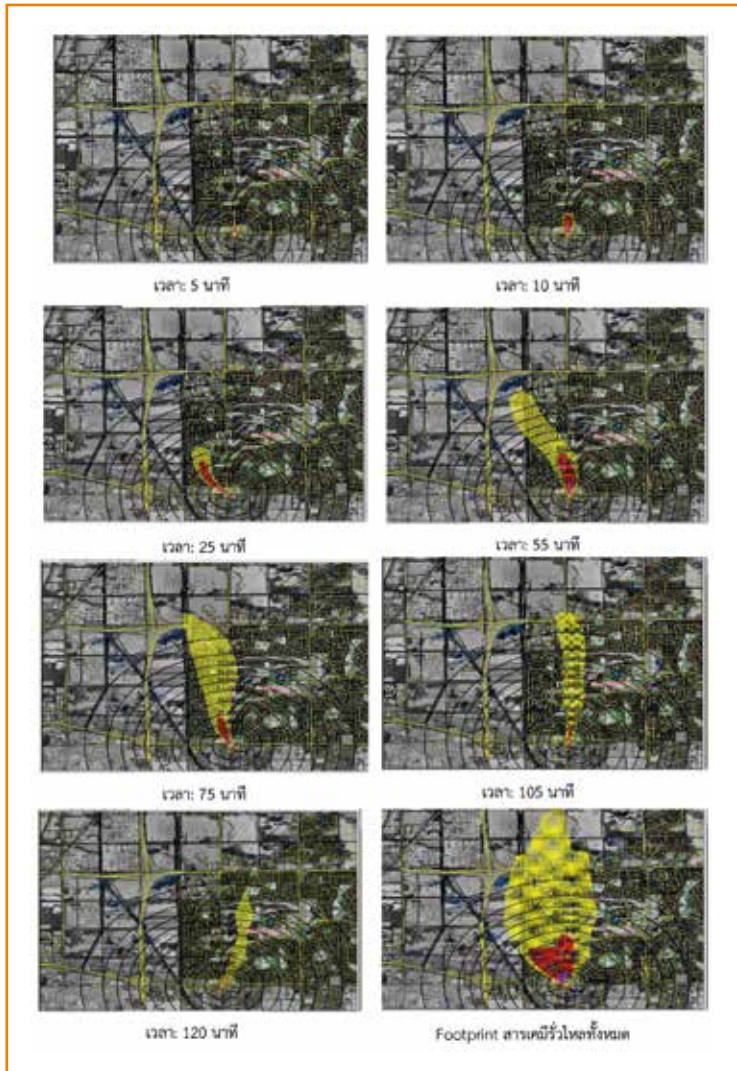 เวลา: 5 นาที
เวลา: 10 นาที
เวลา: 25 นาที
เวลา: 55 นาที
เวลา: 75 นาที
เวลา: 105 นาที
เวลา: 120 นาที
Footprint สารเคมีรั่วไหลทั้งหมด